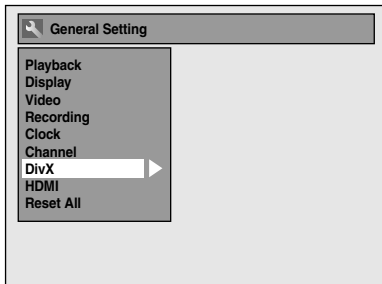 General Setting
Playback
Display
Video
Recording
Clock
Channel
DivX
HDMI
Reset All